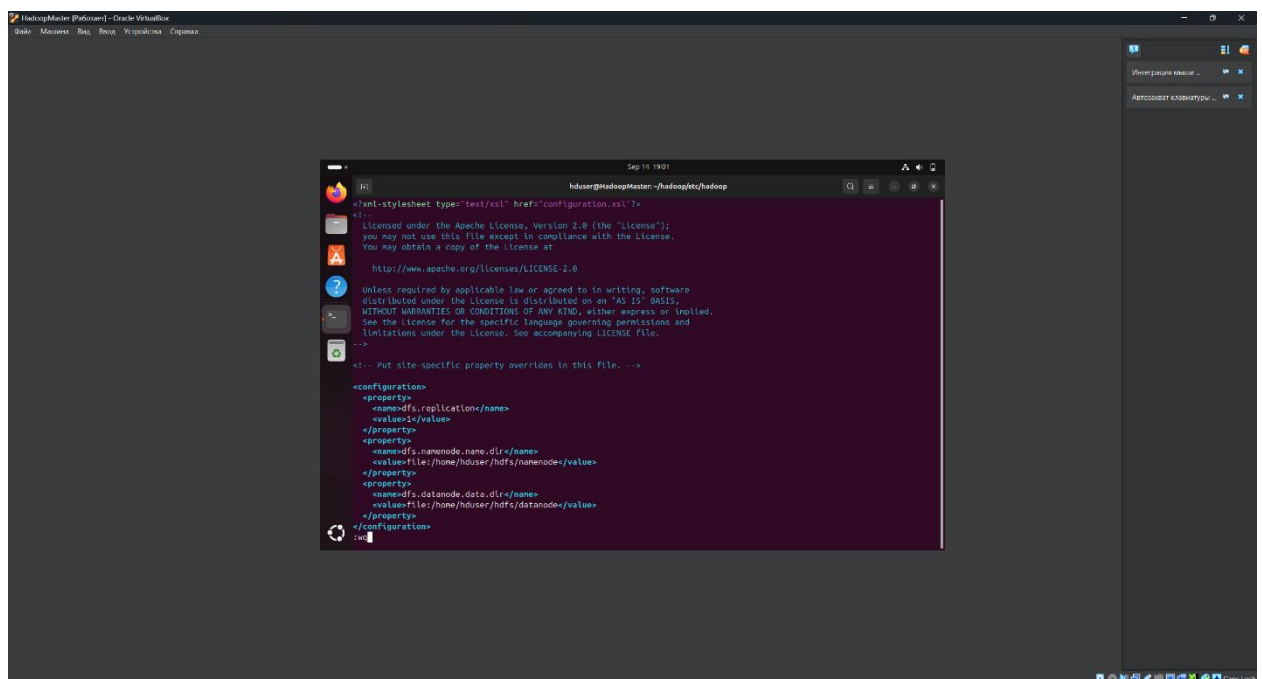 HadoopMaster [Работает] - Oracle VirtualBox
Файл Машина Вид Ввод Устройства Справка
Интеграция мыши ...
Автозахват клавиатуры ...
Sep 14 19:01
hduser@HadoopMaster: ~/hadoop/etc/hadoop
<?xml-stylesheet type="text/xsl" href="configuration.xsl"?>
<!--
Licensed under the Apache License, Version 2.0 (the "License");
you may not use this file except in compliance with the License.
You may obtain a copy of the License at
http://www.apache.org/licenses/LICENSE-2.0
Unless required by applicable law or agreed to in writing, software
distributed under the License is distributed on an "AS IS" BASIS,
WITHOUT WARRANTIES OR CONDITIONS OF ANY KIND, either express or implied.
See the License for the specific language governing permissions and
limitations under the License. See accompanying LICENSE file.
-->
<!-- Put site-specific property overrides in this file. -->
<configuration>
<property>
<name>dfs.replication</name>
<value>1</value>
</property>
<property>
<name>dfs.namenode.name.dir</name>
<value>file:/home/hduser/hdfs/namenode</value>
</property>
<property>
<name>dfs.datanode.data.dir</name>
<value>file:/home/hduser/hdfs/datanode</value>
</property>
</configuration>
:wq